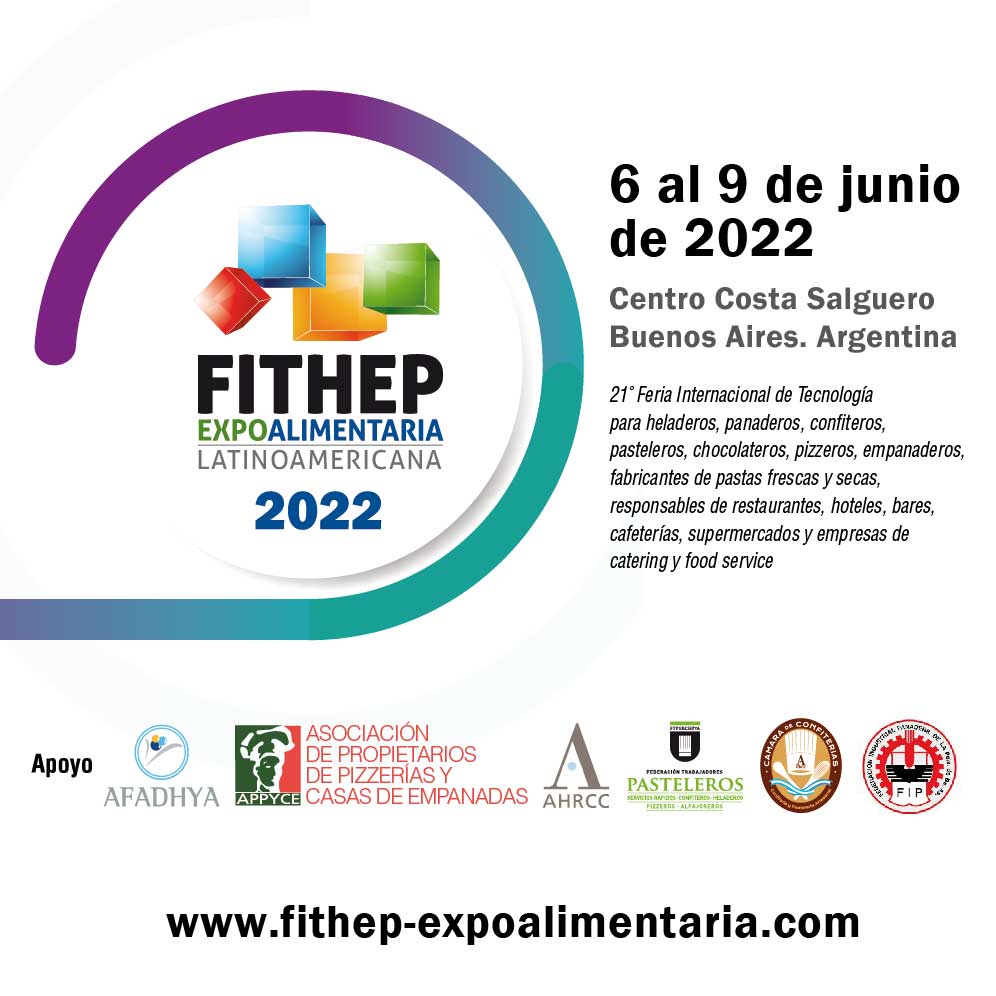 FITHEP
EXPOALIMENTARIA
LATINOAMERICANA
2022
6 al 9 de junio
de 2022
Centro Costa Salguero
Buenos Aires. Argentina
21° Feria Internacional de Tecnología
para heladeros, panaderos, confiteros,
pasteleros, chocolateros, pizzeros, empanaderos,
fabricantes de pastas frescas y secas,
responsables de restaurantes, hoteles, bares,
cafeterías, supermercados y empresas de
catering y food service
Apoyo
AFADHYA
APPYCE
ASOCIACIÓN
DE PROPIETARIOS
DE PIZZERÍAS Y
CASAS DE EMPANADAS
AHRCC
FEDERACIÓN TRABAJADORES
PASTELEROS
SERVICIOS RAPIDOS - CONFITEROS - HELADEROS
PIZZEROS - ALFAJOREROS
CAMARA DE CONFITERIAS
FIP
www.fithep-expoalimentaria.com